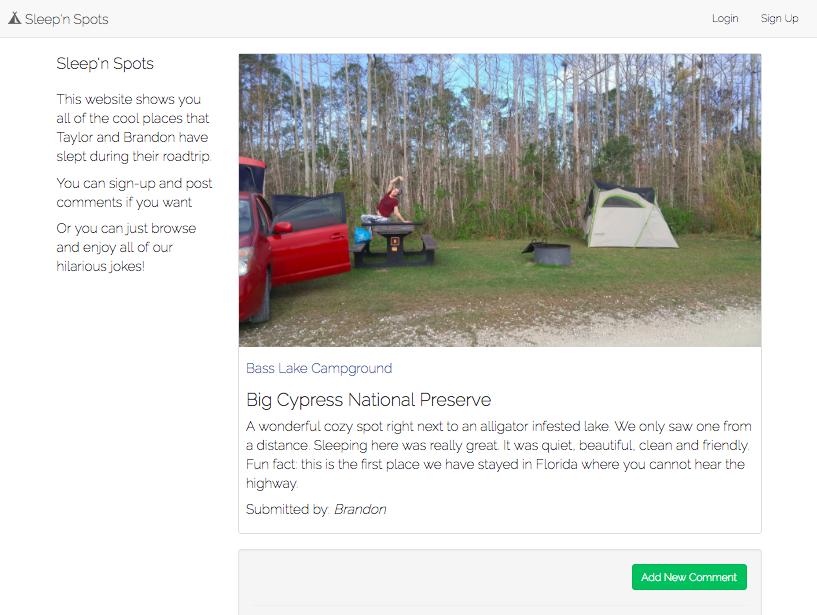 Sleep'n Spots
Login
Sign Up
Sleep'n Spots
This website shows you
all of the cool places that
Taylor and Brandon have
slept during their roadtrip.
You can sign-up and post
comments if you want
Or you can just browse
and enjoy all of our
hilarious jokes!
Bass Lake Campground
Big Cypress National Preserve
A wonderful cozy spot right next to an alligator infested lake. We only saw one from
a distance. Sleeping here was really great. It was quiet, beautiful, clean and friendly.
Fun fact: this is the first place we have stayed in Florida where you cannot hear the
highway.
Submitted by: Brandon
Add New Comment